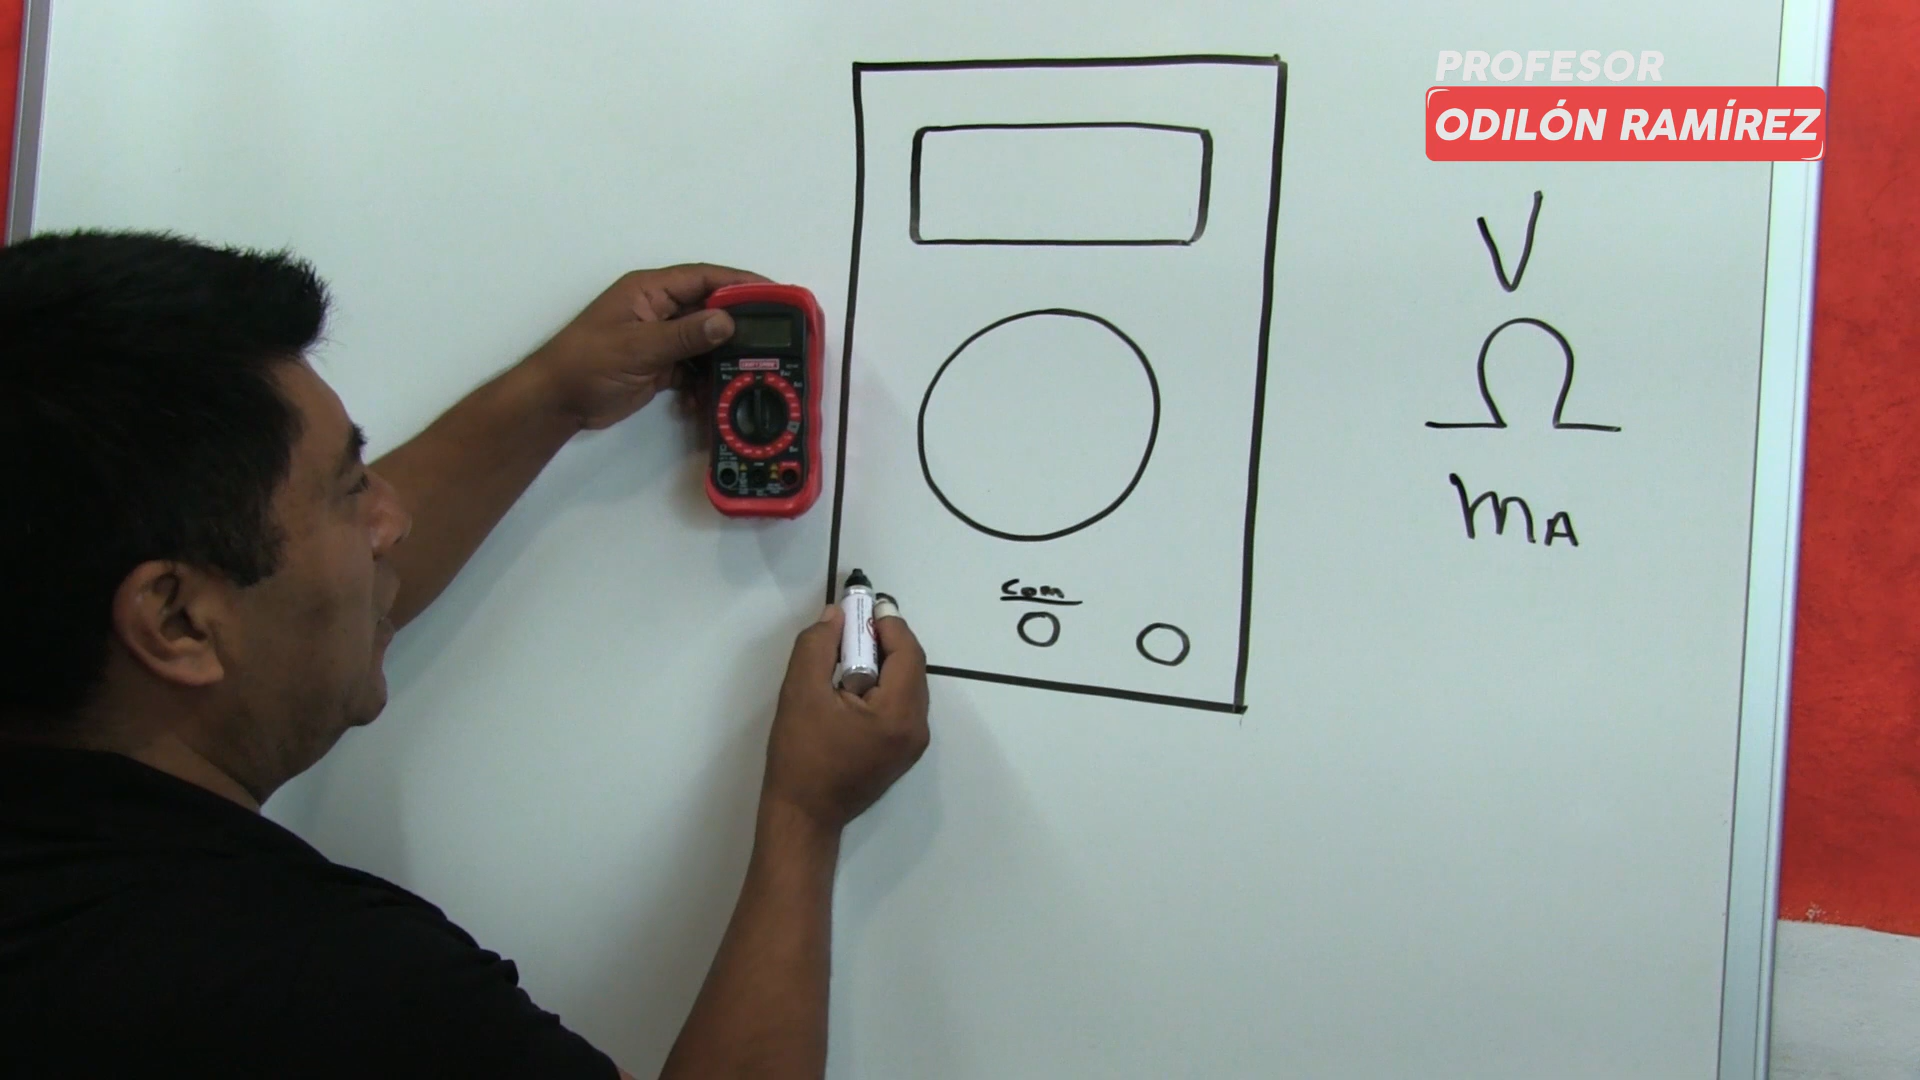 PROFESOR
ODILÓN RAMÍREZ
V
Ω
mA
Com